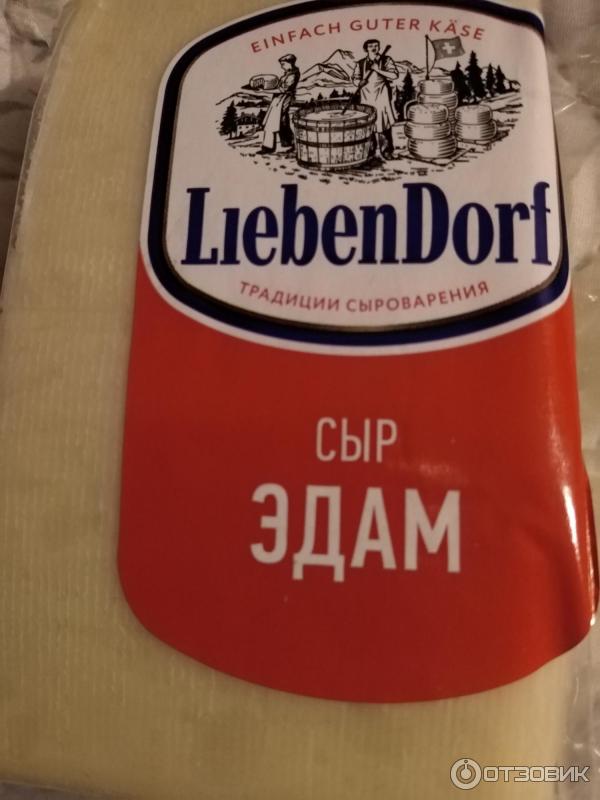 EINFACH GUTER KÄSE
LIebenDorf
ТРАДИЦИИ СЫРОВАРЕНИЯ
СЫР
ЭДАМ
ОТЗОВИК